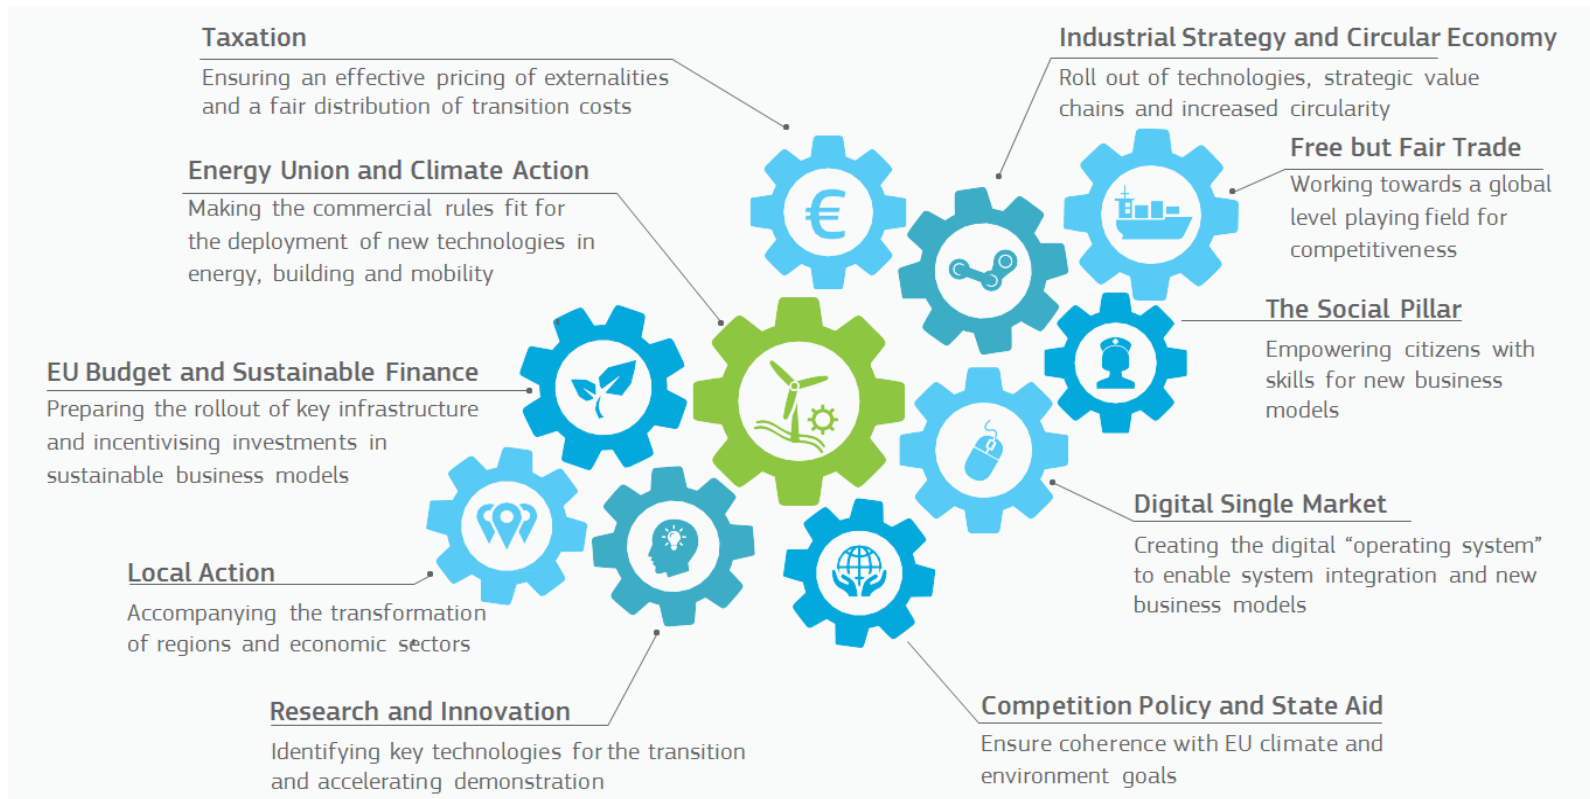 Taxation
Ensuring an effective pricing of externalities
and a fair distribution of transition costs
Industrial Strategy and Circular Economy
Roll out of technologies, strategic value
chains and increased circularity
Free but Fair Trade
Working towards a global
level playing field for
competitiveness
Energy Union and Climate Action
Making the commercial rules fit for
the deployment of new technologies in
energy, building and mobility
€
The Social Pillar
Empowering citizens with
skills for new business
models
EU Budget and Sustainable Finance
Preparing the rollout of key infrastructure
and incentivising investments in
sustainable business models
Digital Single Market
Creating the digital “operating system”
to enable system integration and new
business models
Local Action
Accompanying the transformation
of regions and economic sectors
Research and Innovation
Identifying key technologies for the transition
and accelerating demonstration
Competition Policy and State Aid
Ensure coherence with EU climate and
environment goals